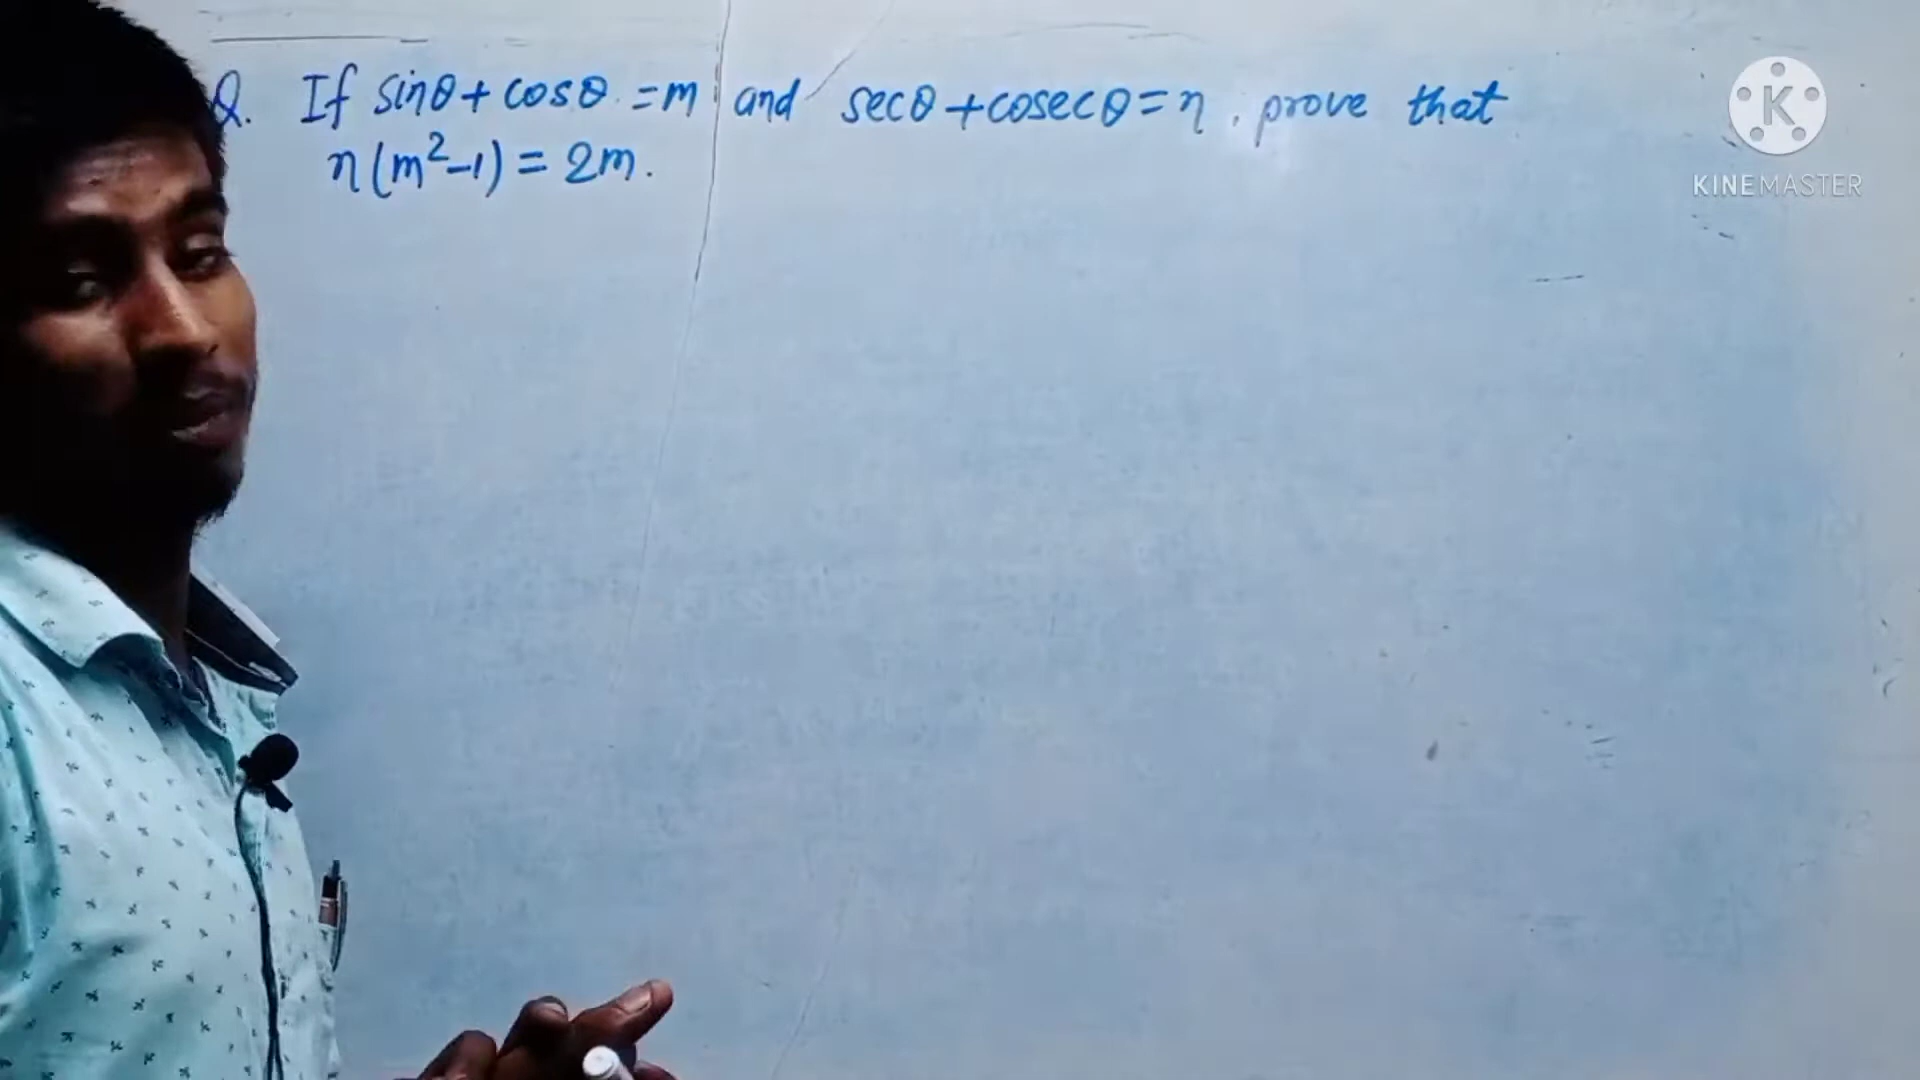 Q. If sinθ + cosθ = m and secθ + cosecθ = n, prove that
n(m²-1) = 2m.
K
KINEMASTER